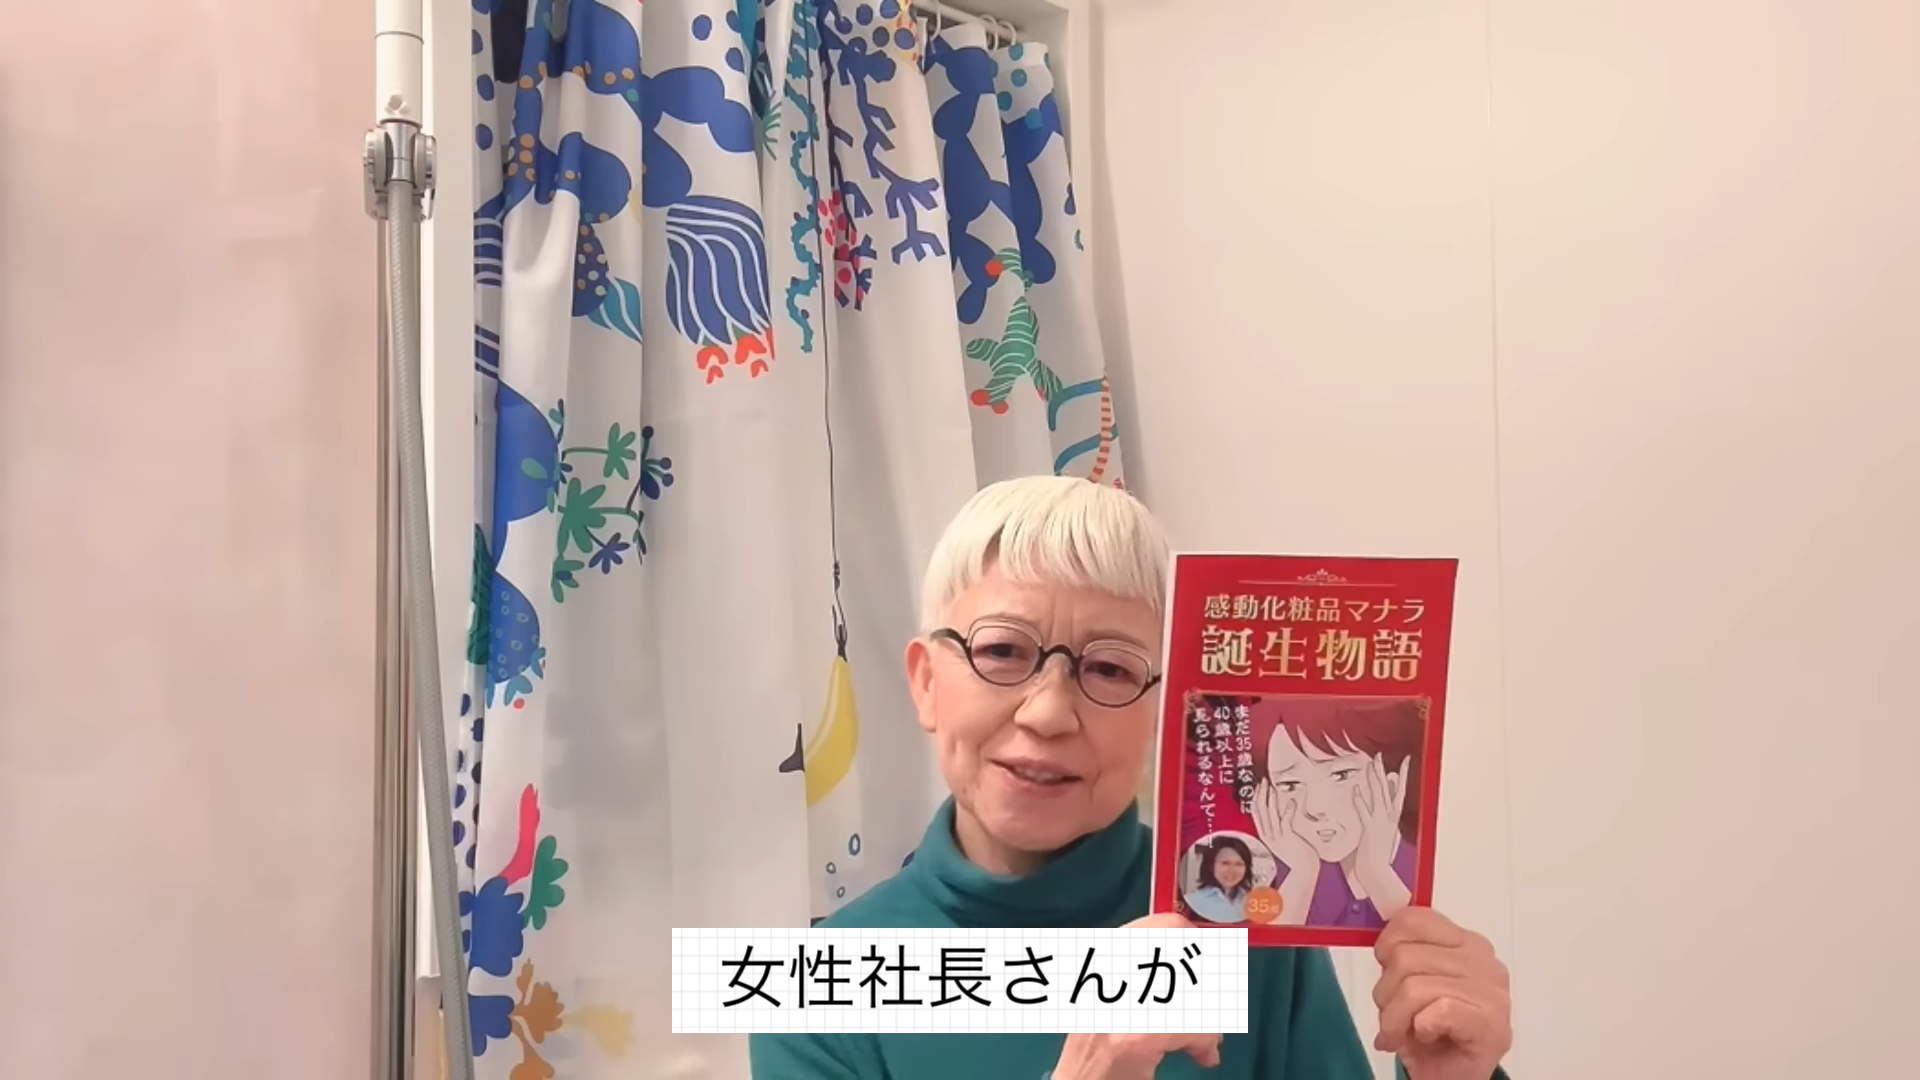 感動化粧品マナラ
誕生物語
まだ35歳なのに
40歳以上に
見られるなんて…!
35歳
女性社長さんが